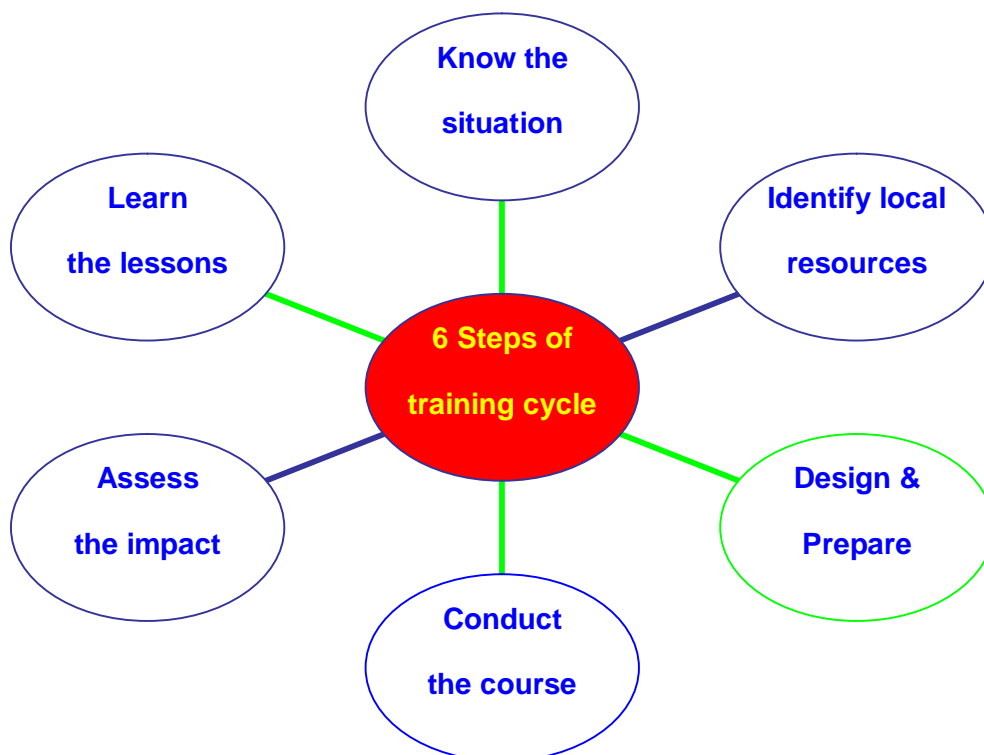 Know the
situation
Identify local
resources
Design &
Prepare
Conduct
the course
Assess
the impact
Learn
the lessons
6 Steps of
training cycle